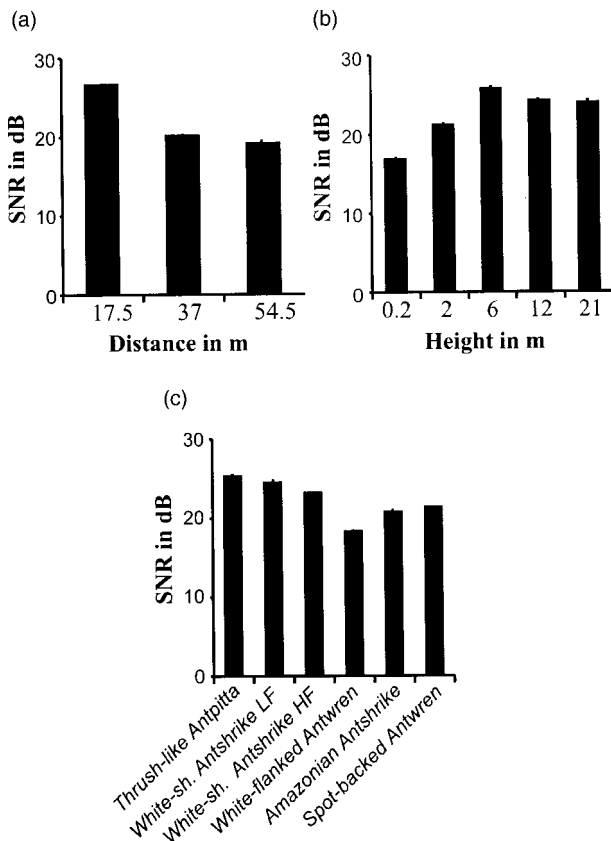 (a)
30
20
10
0
SNR in dB
17.5 37 54.5
Distance in m
(b)
30
20
10
0
SNR in dB
0.2 2 6 12 21
Height in m
(c)
30
20
10
0
SNR in dB
Thrush-like Antpitta
White-sh. Antshrike LF
White-sh. Antshrike HF
White-flanked Antwren
Amazonian Antshrike
Spot-backed Antwren